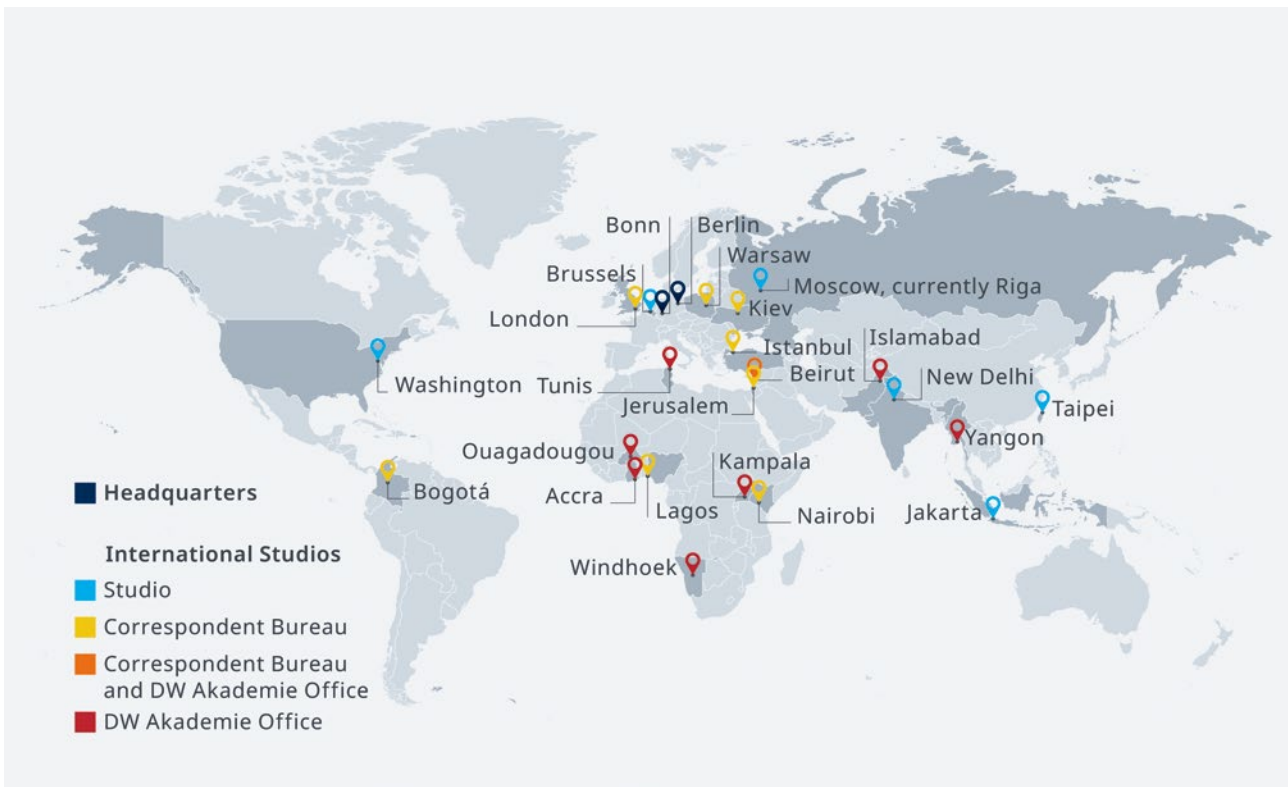 Bonn
Berlin
Warsaw
Brussels
Moscow, currently Riga
Kiev
London
Islamabad
Istanbul
Washington
Tunis
Beirut
New Delhi
Jerusalem
Taipei
Yangon
Ouagadougou
Kampala
Bogotá
Accra
Lagos
Nairobi
Jakarta
Windhoek
Headquarters
International Studios
Studio
Correspondent Bureau
Correspondent Bureau
and DW Akademie Office
DW Akademie Office